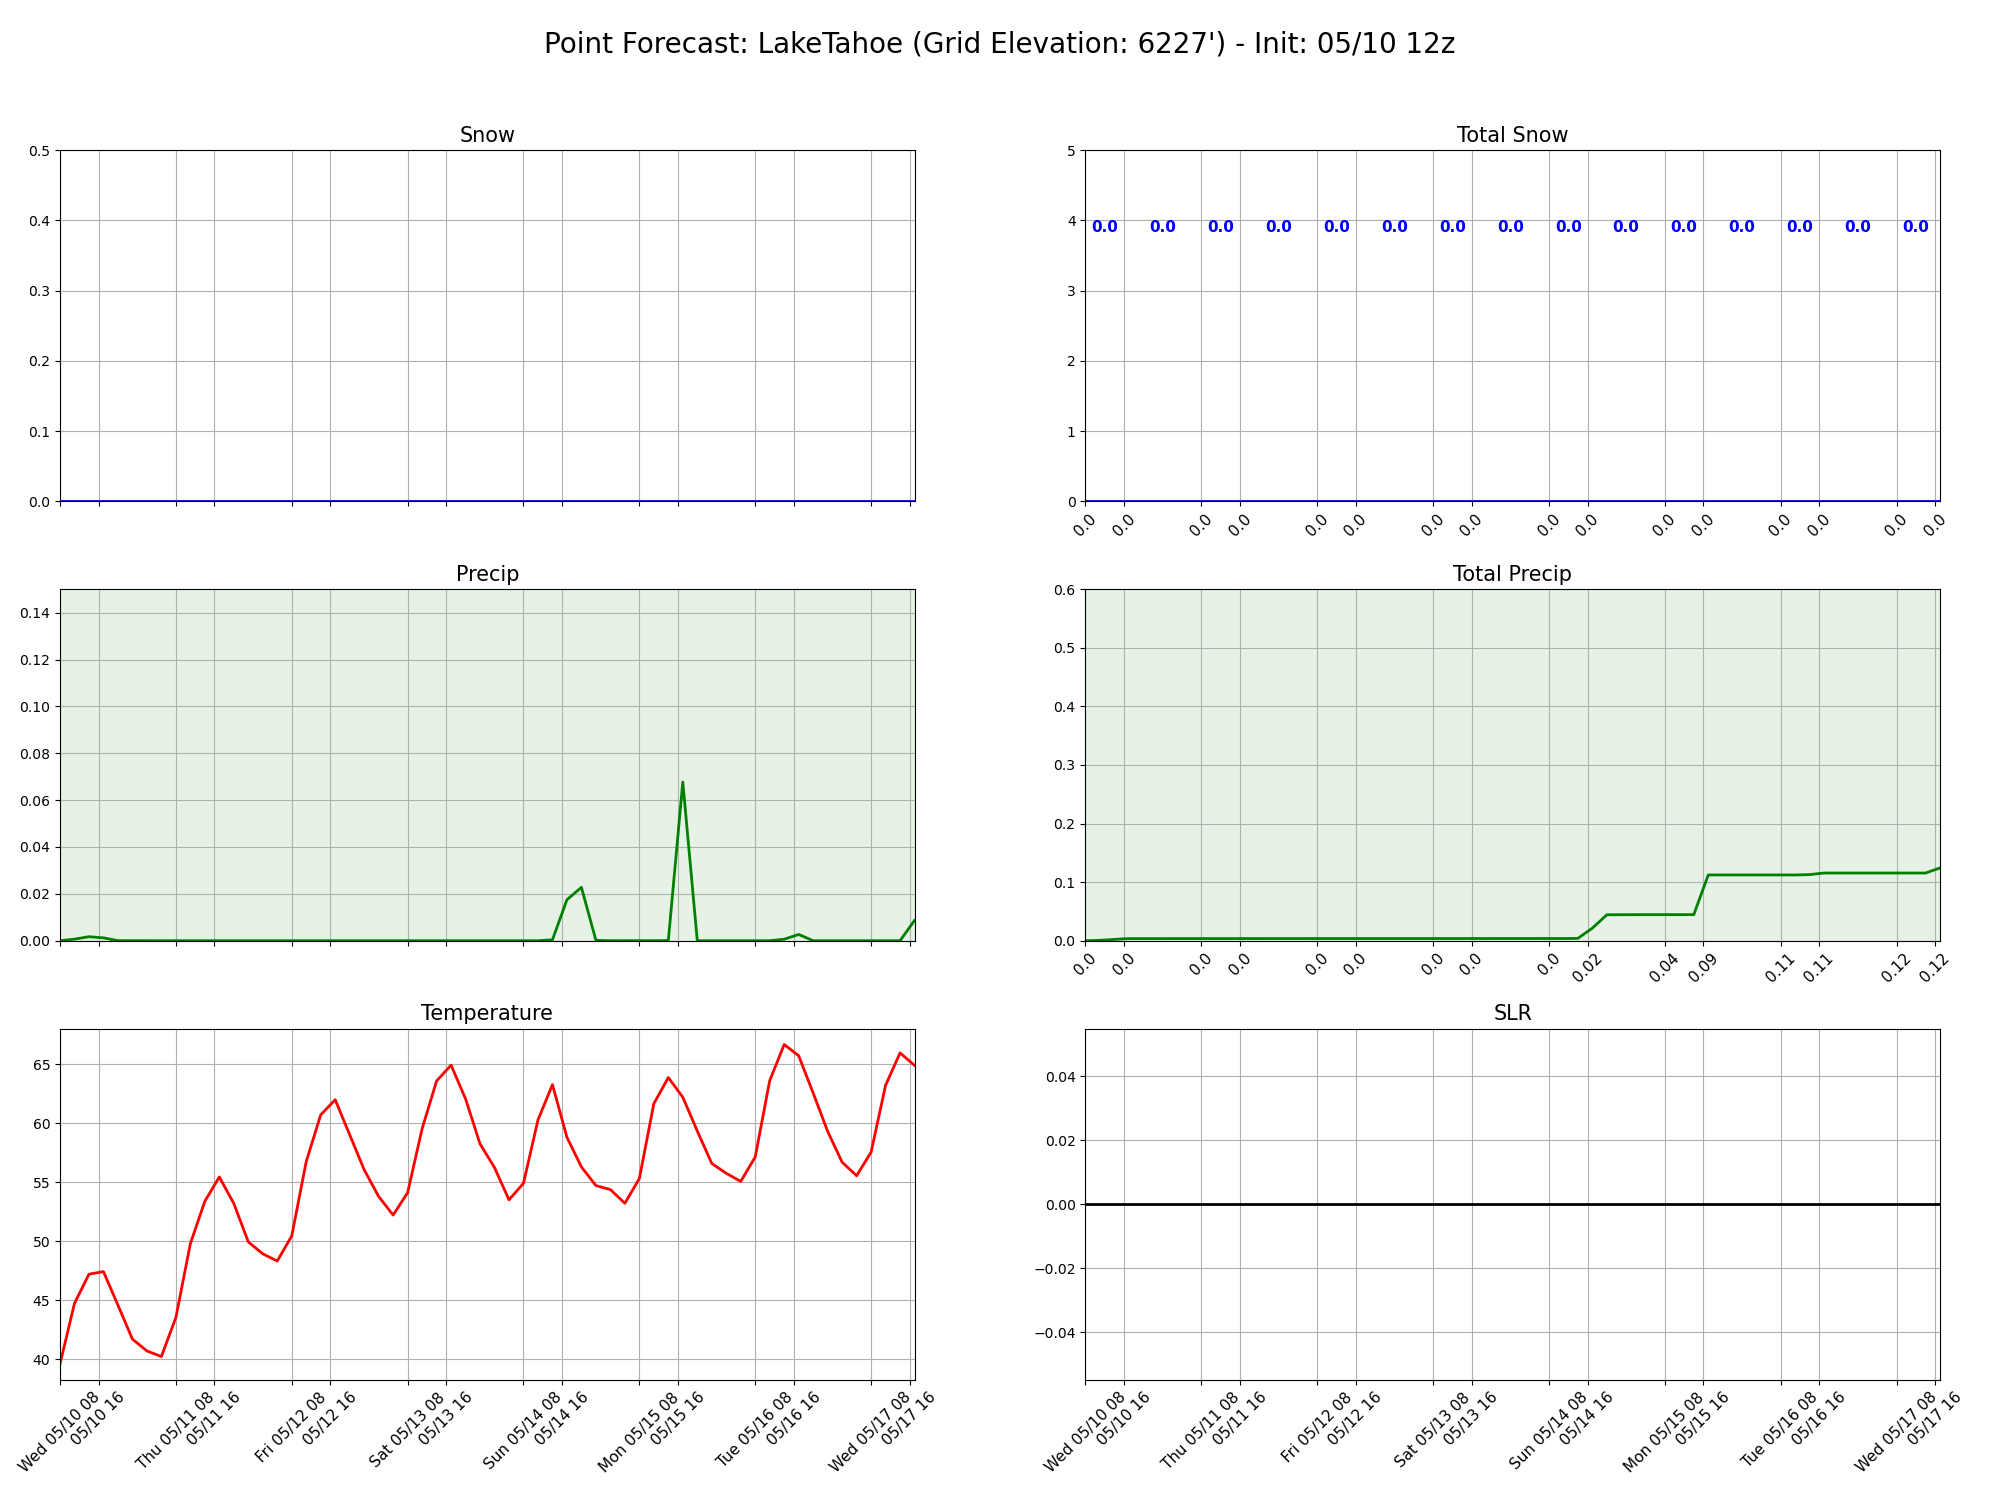 Point Forecast: LakeTahoe (Grid Elevation: 6227') - Init: 05/10 12z
Snow
0.5
0.4
0.3
0.2
0.1
0.0
Total Snow
5
4
3
2
1
0
0.0 0.0 0.0 0.0 0.0 0.0 0.0 0.0 0.0 0.0 0.0 0.0 0.0 0.0 0.0
0.0 0.0 0.0 0.0 0.0 0.0 0.0 0.0 0.0 0.0 0.0 0.0 0.0 0.0 0.0 0.0
Precip
0.14
0.12
0.10
0.08
0.06
0.04
0.02
0.00
Total Precip
0.6
0.5
0.4
0.3
0.2
0.1
0.0
0.0 0.0 0.0 0.0 0.0 0.0 0.0 0.0 0.0 0.02 0.04 0.09 0.11 0.11 0.12 0.12
Temperature
65
60
55
50
45
40
Wed 05/10 08
05/10 16
Thu 05/11 08
05/11 16
Fri 05/12 08
05/12 16
Sat 05/13 08
05/13 16
Sun 05/14 08
05/14 16
Mon 05/15 08
05/15 16
Tue 05/16 08
05/16 16
Wed 05/17 08
05/17 16
SLR
0.04
0.02
0.00
−0.02
−0.04
Wed 05/10 08
05/10 16
Thu 05/11 08
05/11 16
Fri 05/12 08
05/12 16
Sat 05/13 08
05/13 16
Sun 05/14 08
05/14 16
Mon 05/15 08
05/15 16
Tue 05/16 08
05/16 16
Wed 05/17 08
05/17 16